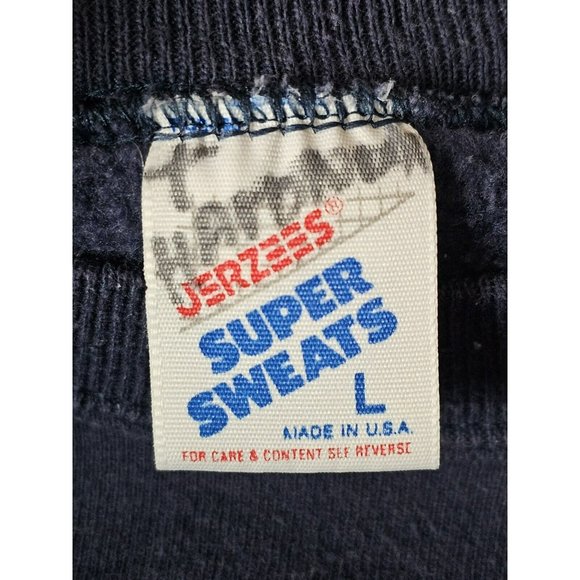 JERZEES®
SUPER
SWEATS
L
MADE IN U.S.A.
FOR CARE & CONTENT SEE REVERSE